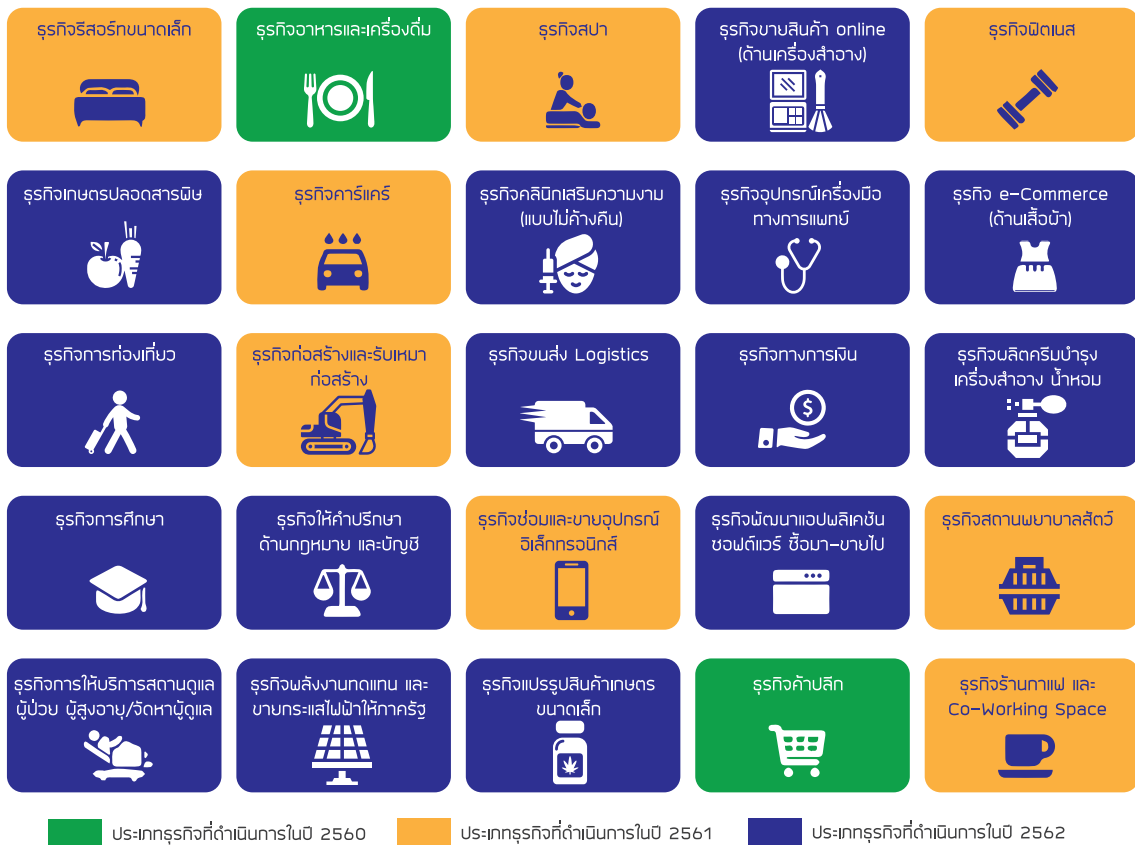 ธุรกิจรีสอร์ทขนาดเล็ก
ธุรกิจอาหารและเครื่องดื่ม
ธุรกิจสปา
ธุรกิจขายสินค้า online
(ด้านเครื่องสำอาง)
ธุรกิจฟิตเนส
ธุรกิจเกษตรปลอดสารพิษ
ธุรกิจคาร์แคร์
ธุรกิจคลินิกเสริมความงาม
(แบบไม่ค้างคืน)
ธุรกิจอุปกรณ์เครื่องมือ
ทางการแพทย์
ธุรกิจ e-Commerce
(ด้านเสื้อผ้า)
ธุรกิจการท่องเที่ยว
ธุรกิจก่อสร้างและรับเหมา
ก่อสร้าง
ธุรกิจขนส่ง Logistics
ธุรกิจทางการเงิน
$
ธุรกิจผลิตครีมบำรุง
เครื่องสำอาง น้ำหอม
ธุรกิจการศึกษา
ธุรกิจให้คำปรึกษา
ด้านกฎหมาย และบัญชี
ธุรกิจซ่อมและขายอุปกรณ์
อิเล็กทรอนิกส์
ธุรกิจพัฒนาแอปพลิเคชัน
ซอฟต์แวร์ ซื้อมา-ขายไป
ธุรกิจสถานพยาบาลสัตว์
ธุรกิจการให้บริการสถานดูแล
ผู้ป่วย ผู้สูงอายุ/จัดหาผู้ดูแล
ธุรกิจพลังงานทดแทน และ
ขายกระแสไฟฟ้าให้ภาครัฐ
ธุรกิจแปรรูปสินค้าเกษตร
ขนาดเล็ก
ธุรกิจค้าปลีก
ธุรกิจร้านกาแฟ และ
Co-Working Space
ประเภทธุรกิจที่ดำเนินการในปี 2560
ประเภทธุรกิจที่ดำเนินการในปี 2561
ประเภทธุรกิจที่ดำเนินการในปี 2562